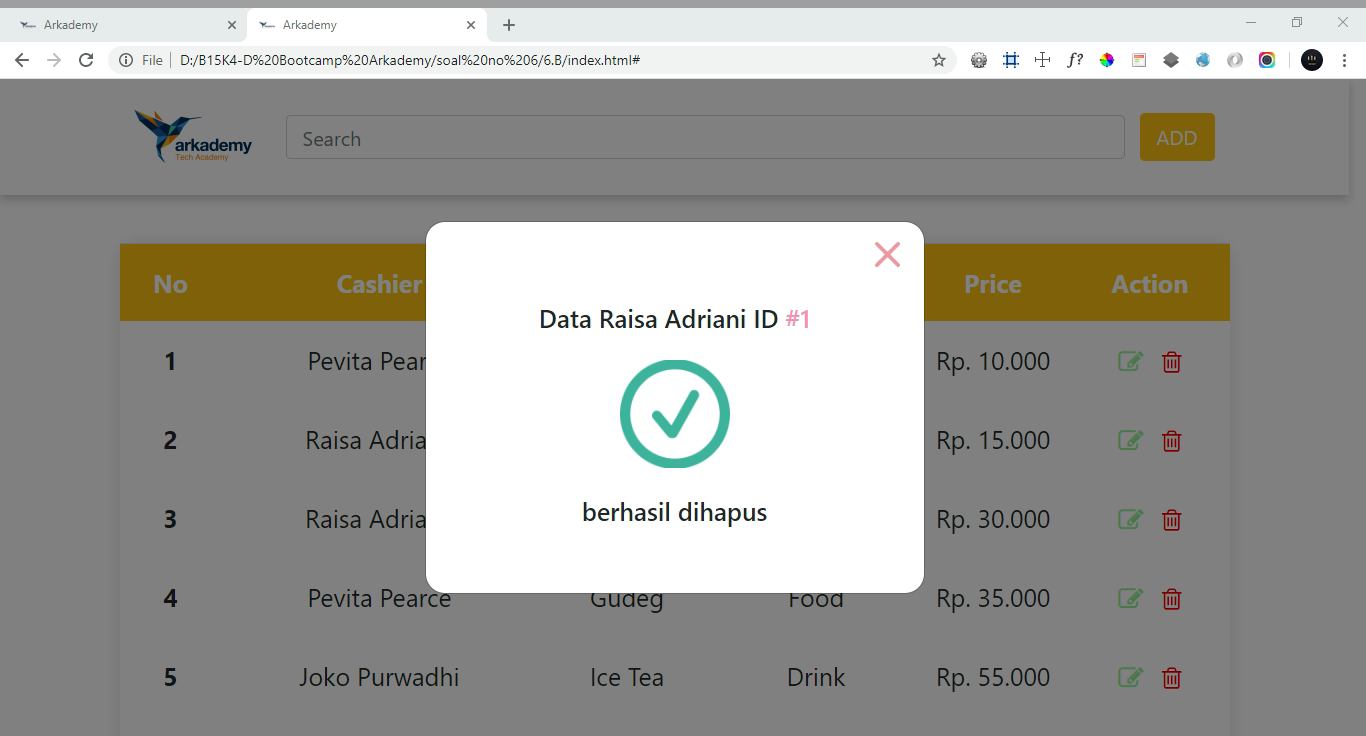 Arkademy
Arkademy
File D:/B15K4-D%20Bootcamp%20Arkademy/soal%20no%206/6.B/index.html#
f?
arkademy
Tech Academy
Search
ADD
No Cashier Price Action
Data Raisa Adriani ID #1
berhasil dihapus
1 Pevita Pear Rp. 10.000
2 Raisa Adria Rp. 15.000
3 Raisa Adria Rp. 30.000
4 Pevita Pearce Gudeg Food Rp. 35.000
5 Joko Purwadhi Ice Tea Drink Rp. 55.000